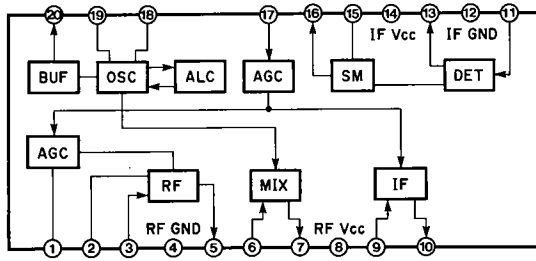 20 19 18 17 16 15 14 13 12 11
IF Vcc IF GND
BUF OSC ALC AGC SM DET
AGC
RF MIX IF
RF GND RF Vcc
1 2 3 4 5 6 7 8 9 10